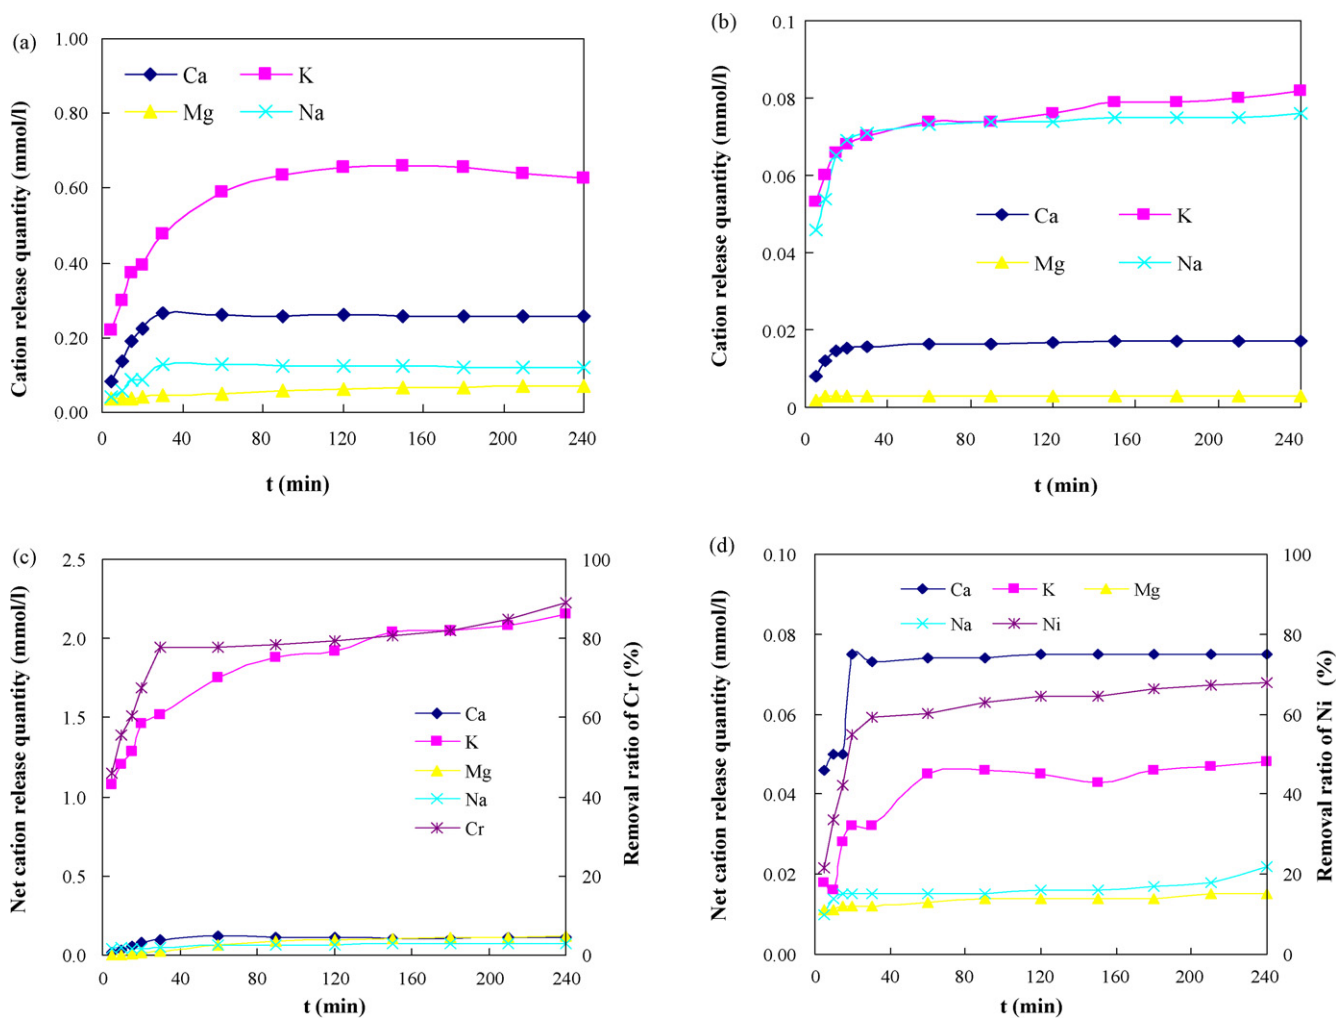 (a)
Cation release quantity (mmol/l)
1.00
0.80
0.60
0.40
0.20
0.00
Ca
K
Mg
Na
0
40
80
120
160
200
240
t (min)
(b)
Cation release quantity (mmol/l)
0.1
0.08
0.06
0.04
0.02
0
Ca
K
Mg
Na
0
40
80
120
160
200
240
t (min)
(c)
Net cation release quantity (mmol/l)
2.5
2.0
1.5
1.0
0.5
0.0
Ca
K
Mg
Na
Cr
100
80
60
40
20
0
Removal ratio of Cr (%)
0
40
80
120
160
200
240
t (min)
(d)
Net cation release quantity (mmol/l)
0.10
0.08
0.06
0.04
0.02
0.00
Ca
K
Mg
Na
Ni
100
80
60
40
20
0
Removal ratio of Ni (%)
0
40
80
120
160
200
240
t (min)